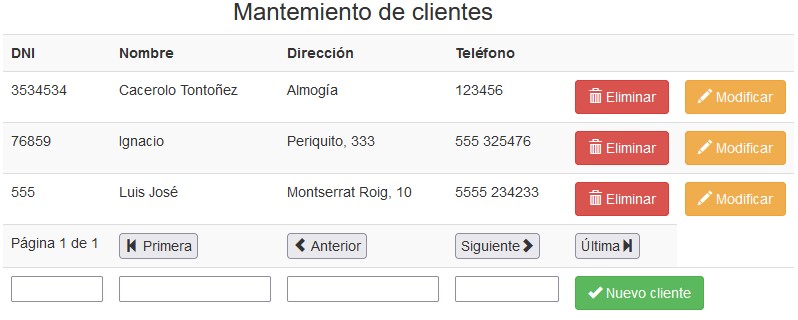 Mantemiento de clientes
DNI Nombre Dirección Teléfono
3534534 Cacerolo Tontoñez Almogía 123456 Eliminar Modificar
76859 Ignacio Periquito, 333 555 325476 Eliminar Modificar
555 Luis José Montserrat Roig, 10 5555 234233 Eliminar Modificar
Página 1 de 1 Primera Anterior Siguiente Última
Nuevo cliente